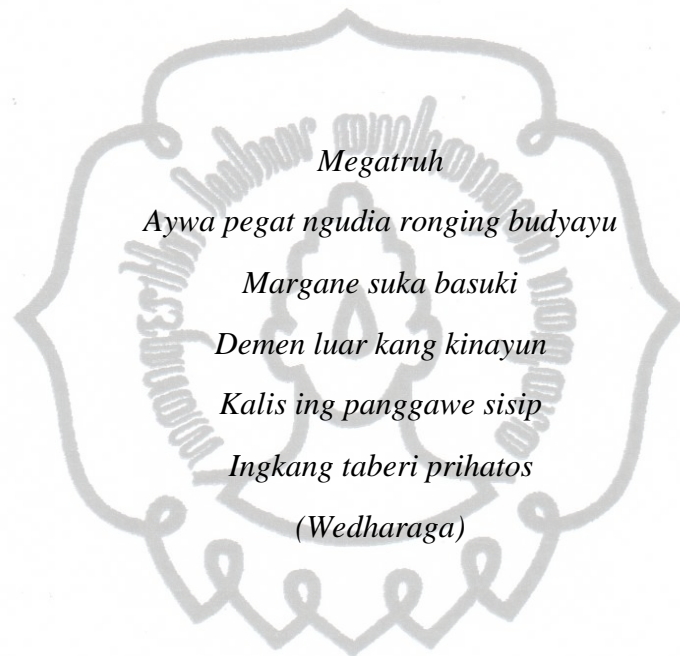 Megatruh
Aywa pegat ngudia ronging budyayu
Margane suka basuki
Demen luar kang kinayun
Kalis ing panggawe sisip
Ingkang taberi prihatos
(Wedharaga)